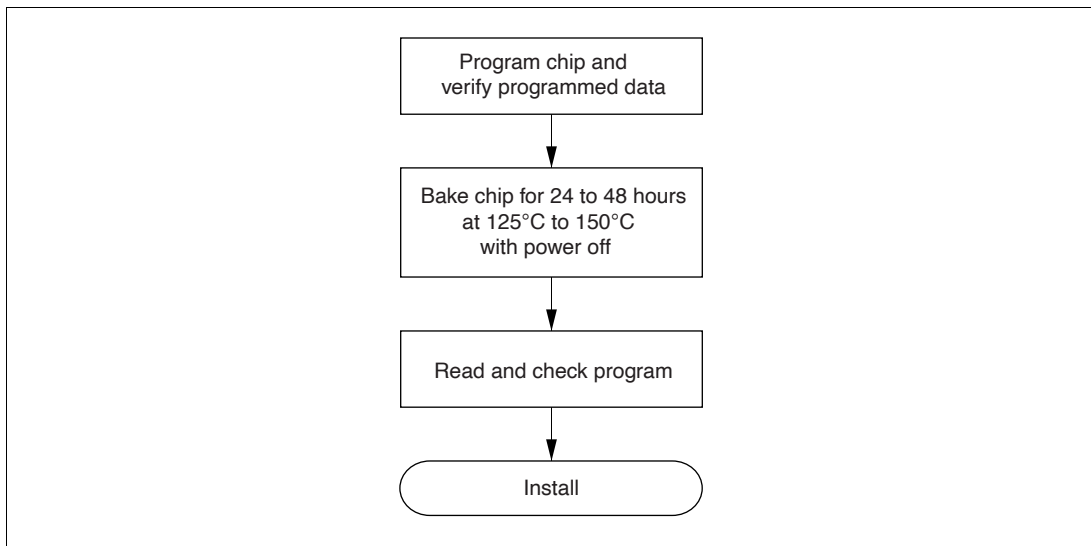 Program chip and
verify programmed data
Bake chip for 24 to 48 hours
at 125°C to 150°C
with power off
Read and check program
Install